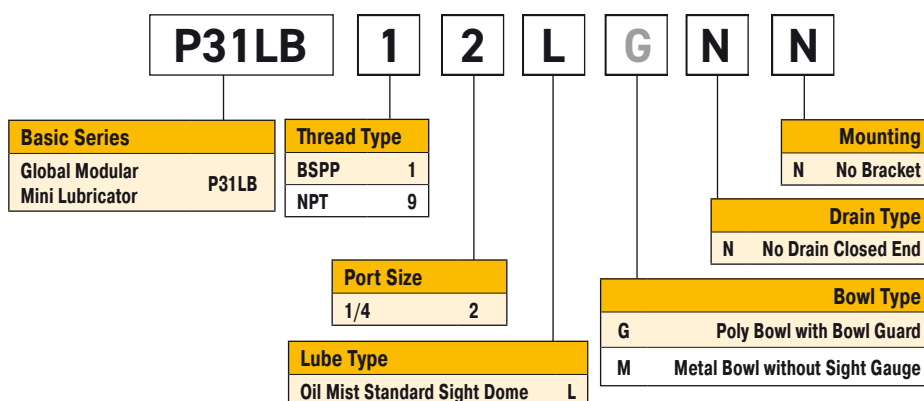 P31LB 1 2 L G N N
Basic Series
Global Modular
Mini Lubricator P31LB
Thread Type
BSPP 1
NPT 9
Mounting
N No Bracket
Drain Type
N No Drain Closed End
Port Size
1/4 2
Bowl Type
G Poly Bowl with Bowl Guard
M Metal Bowl without Sight Gauge
Lube Type
Oil Mist Standard Sight Dome L